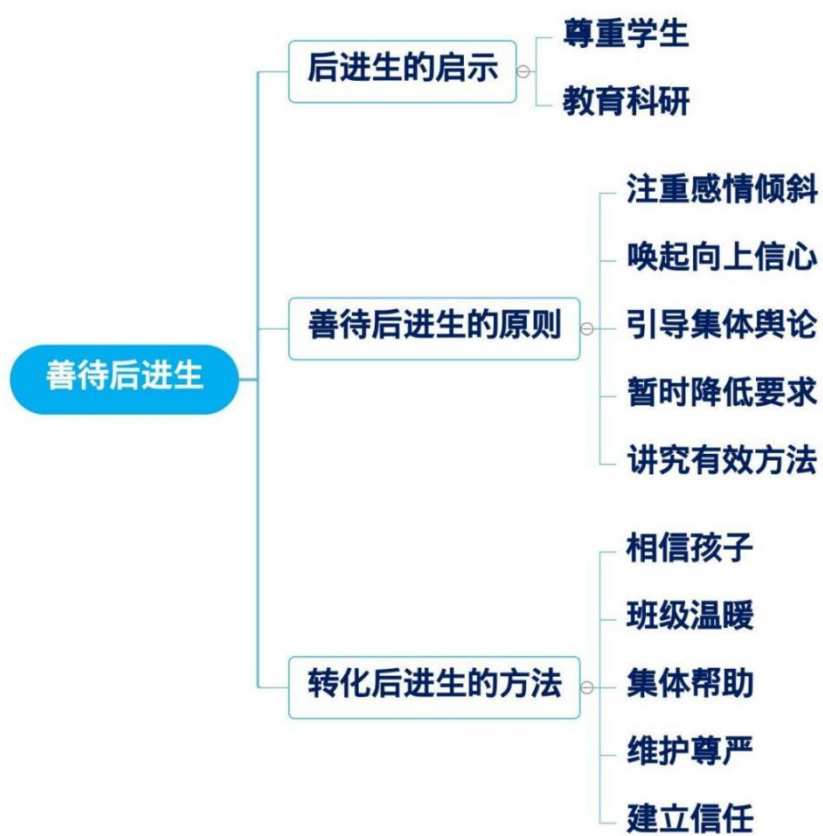 善待后进生
后进生的启示
尊重学生
教育科研
善待后进生的原则
注重感情倾斜
唤起向上信心
引导集体舆论
暂时降低要求
讲究有效方法
转化后进生的方法
相信孩子
班级温暖
集体帮助
维护尊严
建立信任